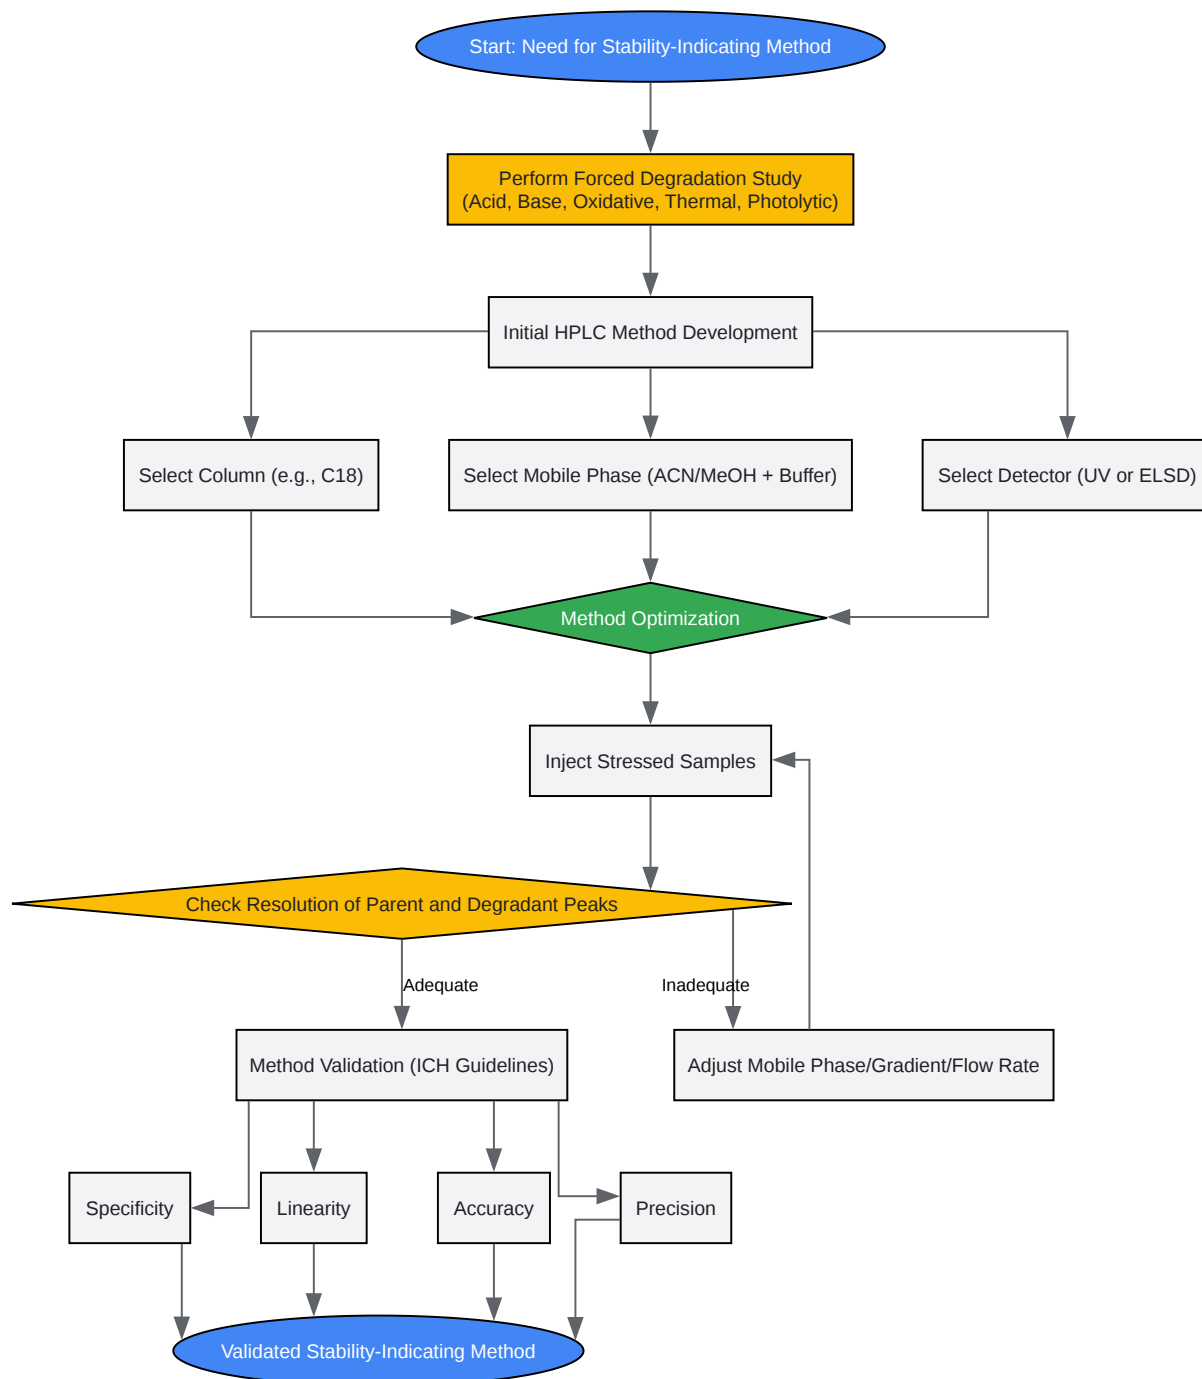 Start: Need for Stability-Indicating Method
Perform Forced Degradation Study
(Acid, Base, Oxidative, Thermal, Photolytic)
Initial HPLC Method Development
Select Column (e.g., C18)
Select Mobile Phase (ACN/MeOH + Buffer)
Select Detector (UV or ELSD)
Method Optimization
Inject Stressed Samples
Check Resolution of Parent and Degradant Peaks
Adequate
Inadequate
Method Validation (ICH Guidelines)
Adjust Mobile Phase/Gradient/Flow Rate
Specificity
Linearity
Accuracy
Precision
Validated Stability-Indicating Method